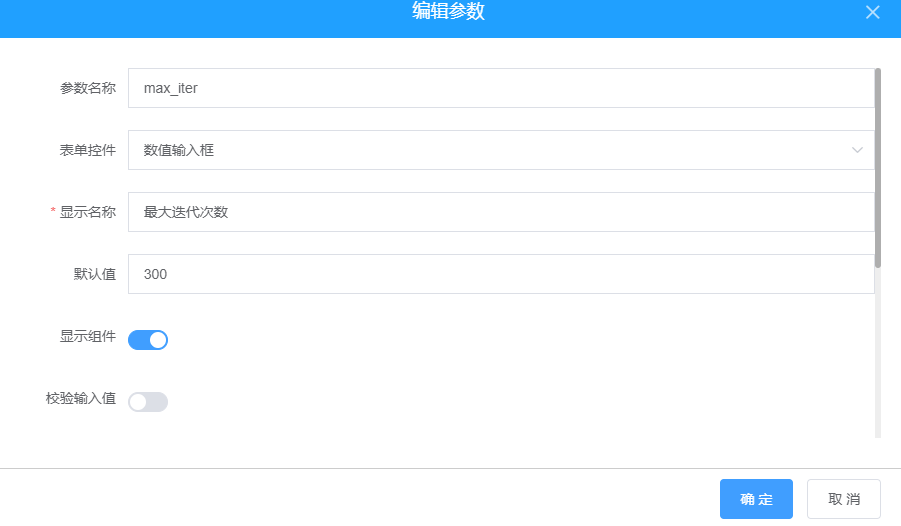 编辑参数
参数名称 max_iter
表单控件 数值输入框
* 显示名称 最大迭代次数
默认值 300
显示组件
校验输入值
确 定 取 消